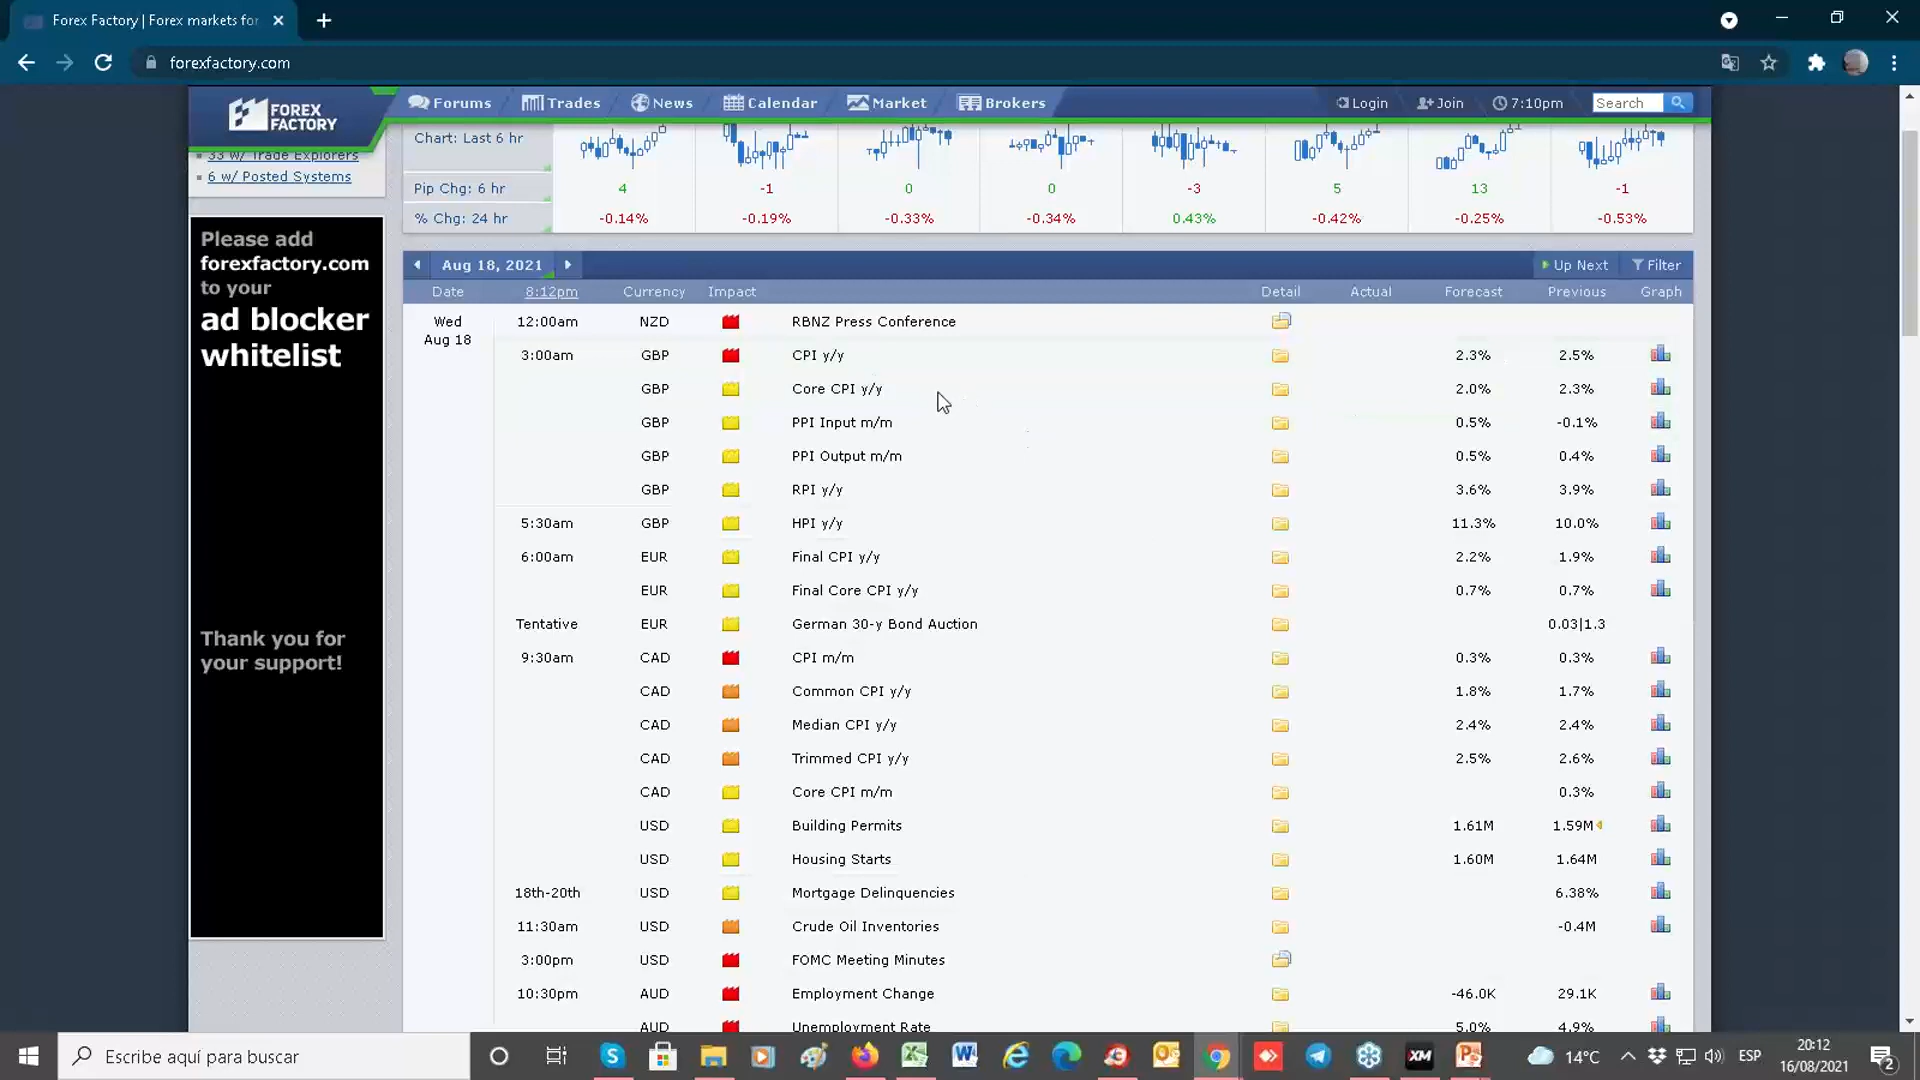 Forex Factory | Forex markets for
forexfactory.com
FOREX FACTORY
Forums Trades News Calendar Market Brokers Login Join 7:10pm Search
33 w/ Trade Explorers
6 w/ Posted Systems
Chart: Last 6 hr
Pip Chg: 6 hr 4 -1 0 0 -3 5 13 -1
% Chg: 24 hr -0.14% -0.19% -0.33% -0.34% 0.43% -0.42% -0.25% -0.53%
Please add
forexfactory.com
to your
ad blocker
whitelist
Thank you for
your support!
Aug 18, 2021 Up Next Filter
Date 8:12pm Currency Impact Detail Actual Forecast Previous Graph
Wed
Aug 18
12:00am NZD RBNZ Press Conference
3:00am GBP CPI y/y 2.3% 2.5%
GBP Core CPI y/y 2.0% 2.3%
GBP PPI Input m/m 0.5% -0.1%
GBP PPI Output m/m 0.5% 0.4%
GBP RPI y/y 3.6% 3.9%
5:30am GBP HPI y/y 11.3% 10.0%
6:00am EUR Final CPI y/y 2.2% 1.9%
EUR Final Core CPI y/y 0.7% 0.7%
Tentative EUR German 30-y Bond Auction 0.03|1.3
9:30am CAD CPI m/m 0.3% 0.3%
CAD Common CPI y/y 1.8% 1.7%
CAD Median CPI y/y 2.4% 2.4%
CAD Trimmed CPI y/y 2.5% 2.6%
CAD Core CPI m/m 0.3%
USD Building Permits 1.61M 1.59M
USD Housing Starts 1.60M 1.64M
18th-20th USD Mortgage Delinquencies 6.38%
11:30am USD Crude Oil Inventories -0.4M
3:00pm USD FOMC Meeting Minutes
10:30pm AUD Employment Change -46.0K 29.1K
AUD Unemployment Rate 5.0% 4.9%
Escribe aquí para buscar
XM
14°C ESP
20:12
16/08/2021
2